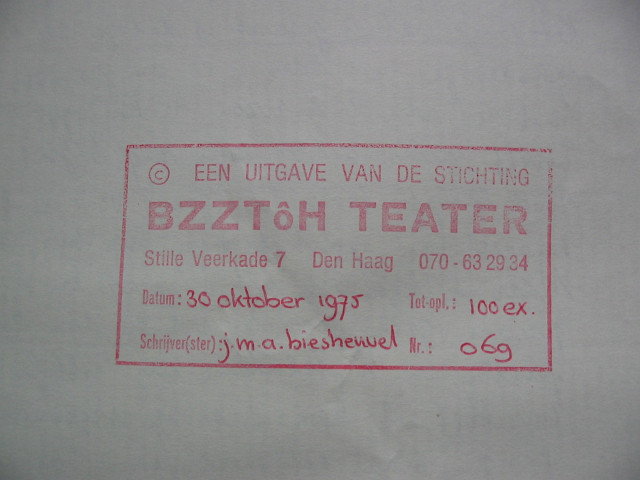 © EEN UITGAVE VAN DE STICHTING
BZZTôH TEATER
Stille Veerkade 7 Den Haag 070-63 29 34
Datum: 30 oktober 1975 Tot-opl.: 100 ex.
Schrijver(ster): j.m.a. biesheuvel Nr.: 069